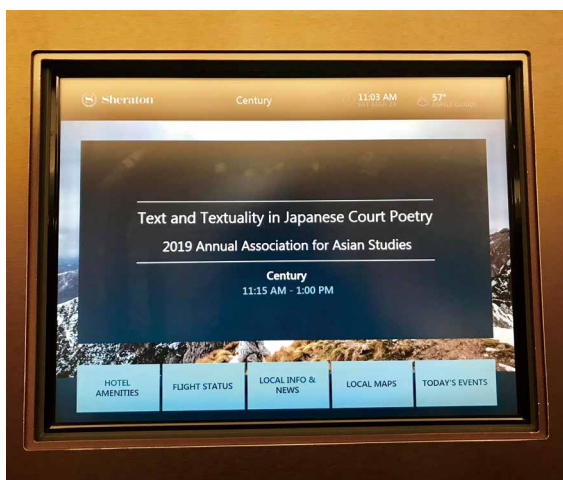 Sheraton
Century
11:03 AM
57°
Text and Textuality in Japanese Court Poetry
2019 Annual Association for Asian Studies
Century
11:15 AM - 1:00 PM
HOTEL
AMENITIES
FLIGHT STATUS
LOCAL INFO &
NEWS
LOCAL MAPS
TODAY'S EVENTS